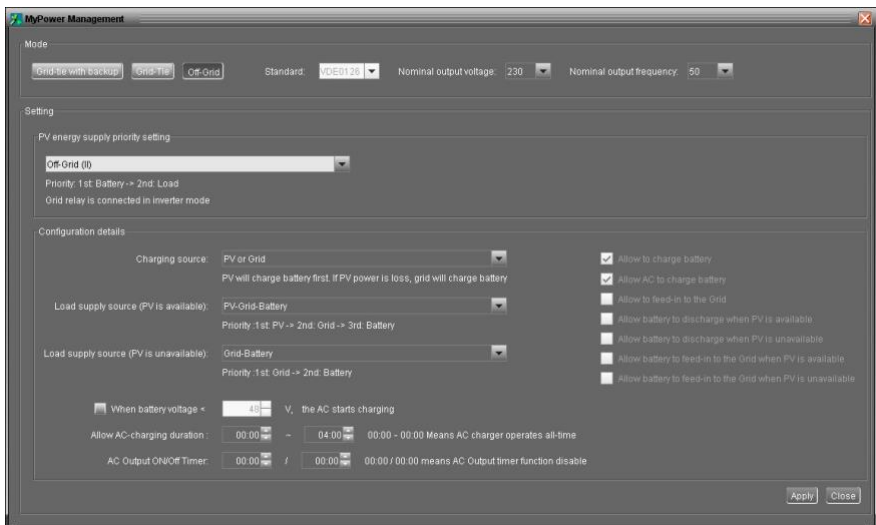 MyPower Management
Mode
Grid-tie with backup Grid-Tie Off-Grid Standard: VDE0126 Nominal output voltage: 230 Nominal output frequency: 50
Setting
PV energy supply priority setting
Off-Grid (II)
Priority: 1st: Battery -> 2nd: Load
Grid relay is connected in inverter mode
Configuration details
Charging source: PV or Grid
PV will charge battery first. If PV power is loss, grid will charge battery
Load supply source (PV is available): PV-Grid-Battery
Priority :1st: PV -> 2nd: Grid -> 3rd: Battery
Load supply source (PV is unavailable): Grid-Battery
Priority :1st: Grid -> 2nd: Battery
Allow to charge battery
Allow AC to charge battery
Allow to feed-in to the Grid
Allow battery to discharge when PV is available
Allow battery to discharge when PV is unavailable
Allow battery to feed-in to the Grid when PV is available
Allow battery to feed-in to the Grid when PV is unavailable
When battery voltage < 48 V, the AC starts charging
Allow AC-charging duration : 00:00 ~ 04:00 00:00 - 00:00 Means AC charger operates all-time
AC Output ON/Off Timer: 00:00 / 00:00 00:00 / 00:00 means AC Output timer function disable
Apply Close